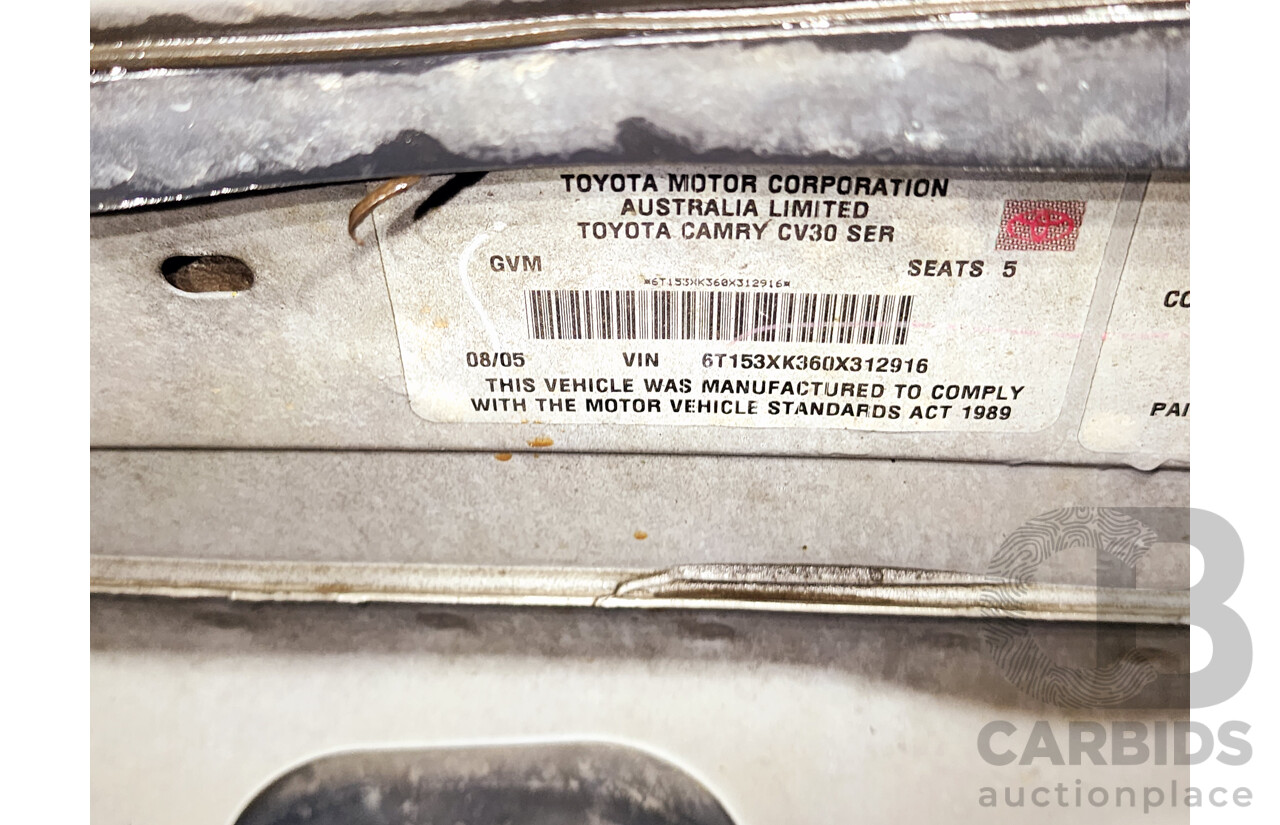 TOYOTA MOTOR CORPORATION
AUSTRALIA LIMITED
TOYOTA CAMRY CV30 SER
GVM SEATS 5
*6T153XK360X312916*
08/05 VIN 6T153XK360X312916
THIS VEHICLE WAS MANUFACTURED TO COMPLY
WITH THE MOTOR VEHICLE STANDARDS ACT 1989
CO
PAI
CB
CARBIDS
auctionplace